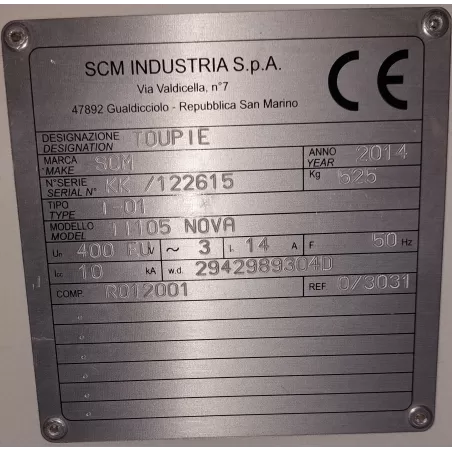 SCM INDUSTRIA S.p.A.
Via Valdicella, n°7
47892 Gualdicciolo - Repubblica San Marino
CE
DESIGNAZIONE
DESIGNATION TOUPIE
MARCA
MAKE SCM
ANNO
YEAR 2014
N°SERIE
SERIAL N° KK /122615
Kg 525
TIPO
TYPE T-01
MODELLO
MODEL TI105 NOVA
Un 400 EU V ~ 3 I. 14 A F 50 Hz
Icc 10 kA w.d. 2942989304D
COMP. R012001
REF 0/3031